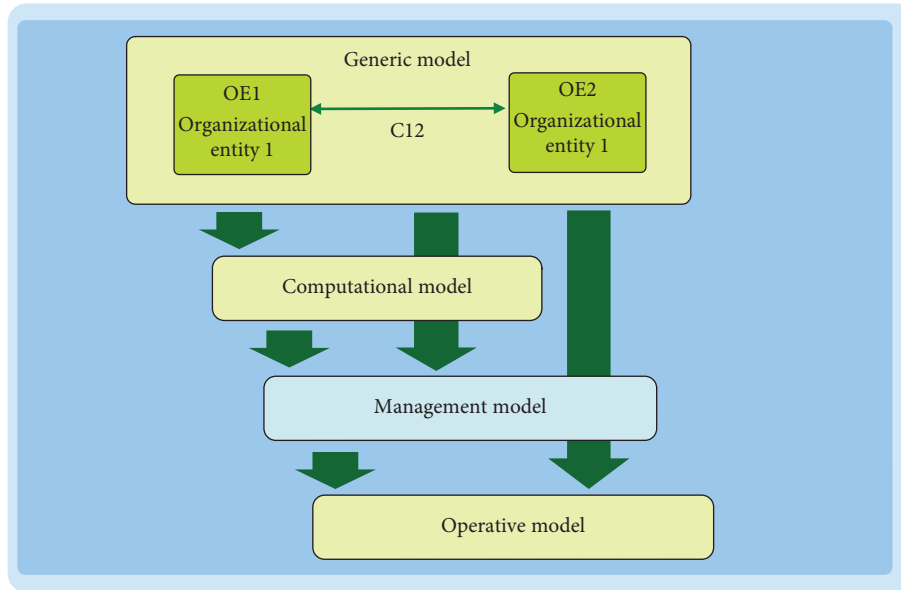 Generic model
OE1
Organizational
entity 1
C12
OE2
Organizational
entity 1
Computational model
Management model
Operative model